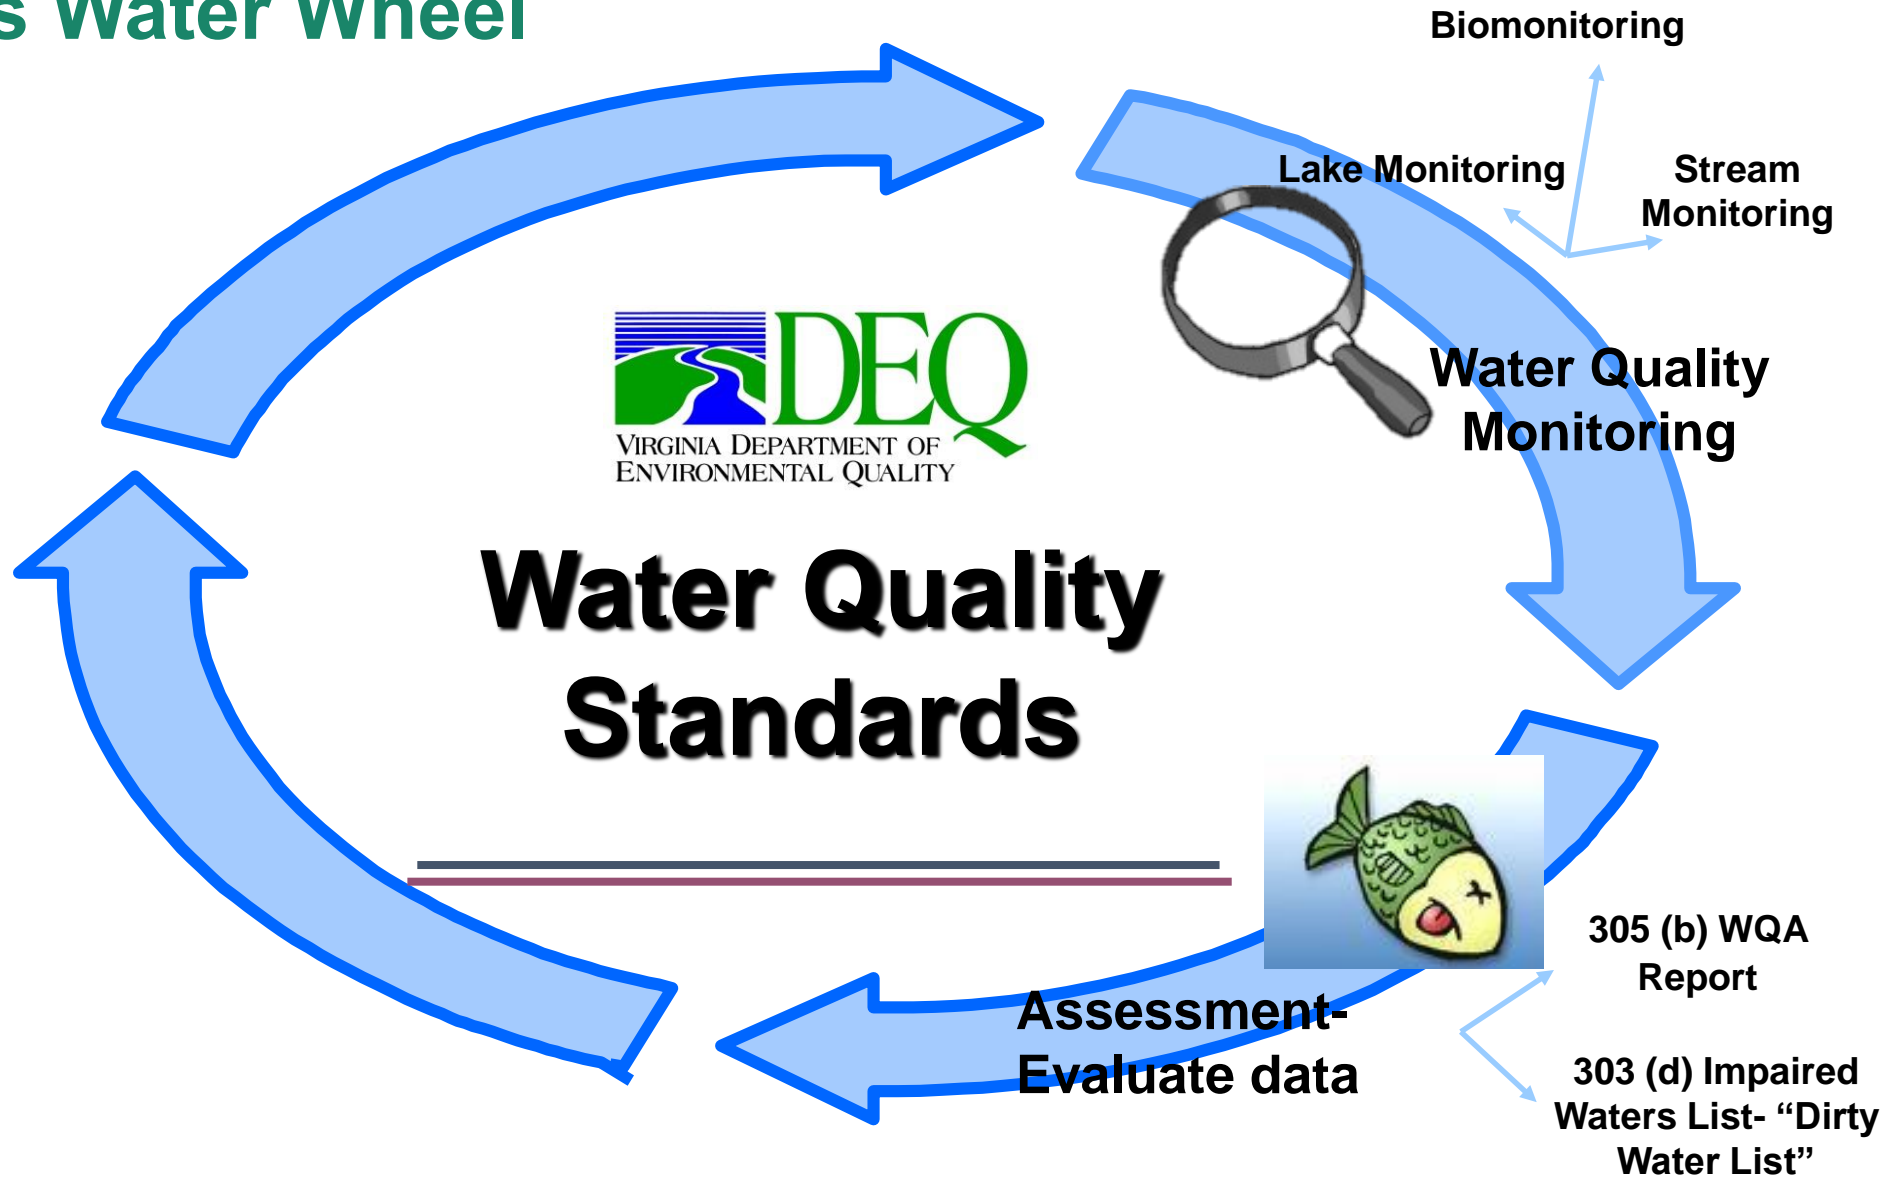 s Water Wheel
Biomonitoring
Lake Monitoring
Stream
Monitoring
Water Quality
Monitoring
DEQ
VIRGINIA DEPARTMENT OF
ENVIRONMENTAL QUALITY
Water Quality
Standards
305 (b) WQA
Report
Assessment-
Evaluate data
303 (d) Impaired
Waters List- “Dirty
Water List”